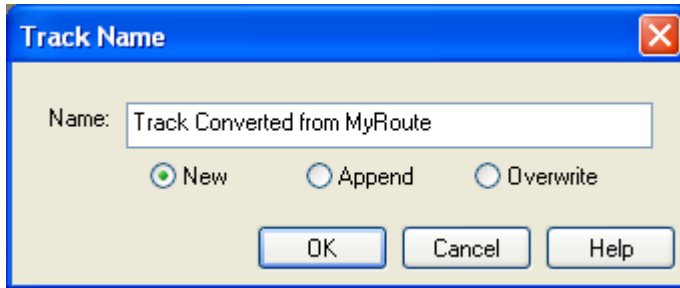 Track Name
Name: Track Converted from MyRoute
New Append Overwrite
OK Cancel Help